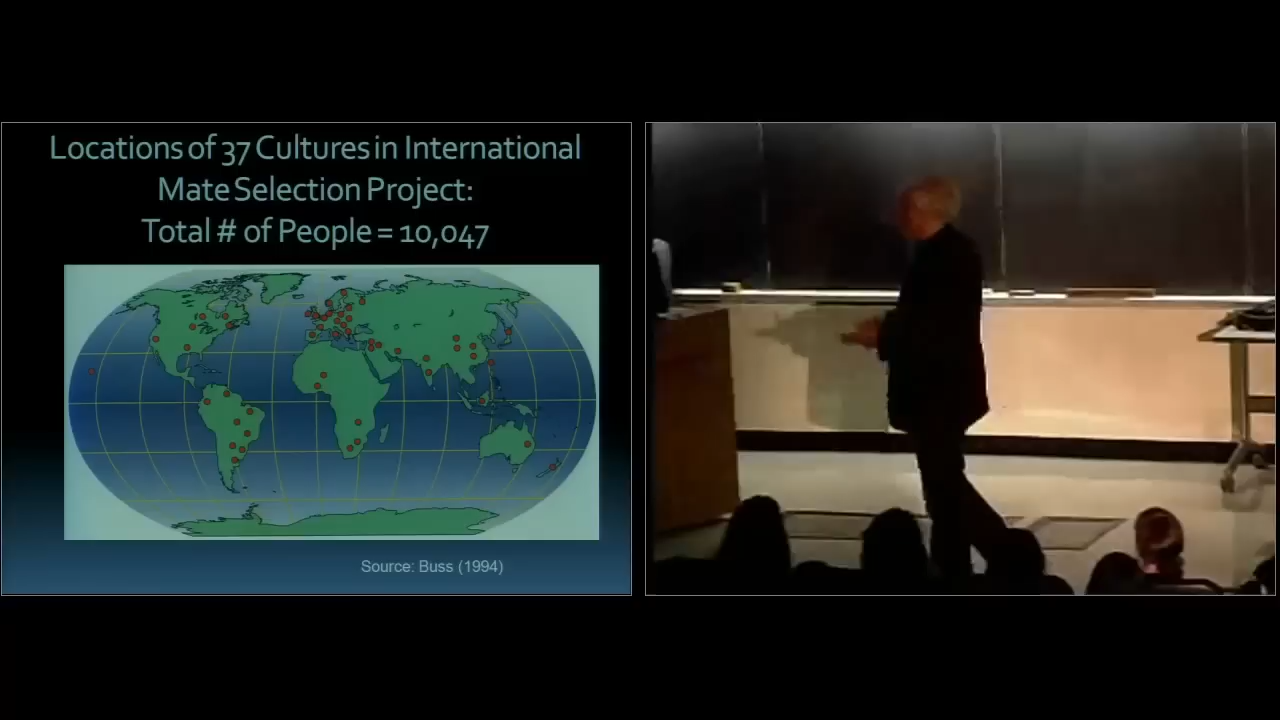 Locations of 37 Cultures in International
Mate Selection Project:
Total # of People = 10,047
Source: Buss (1994)